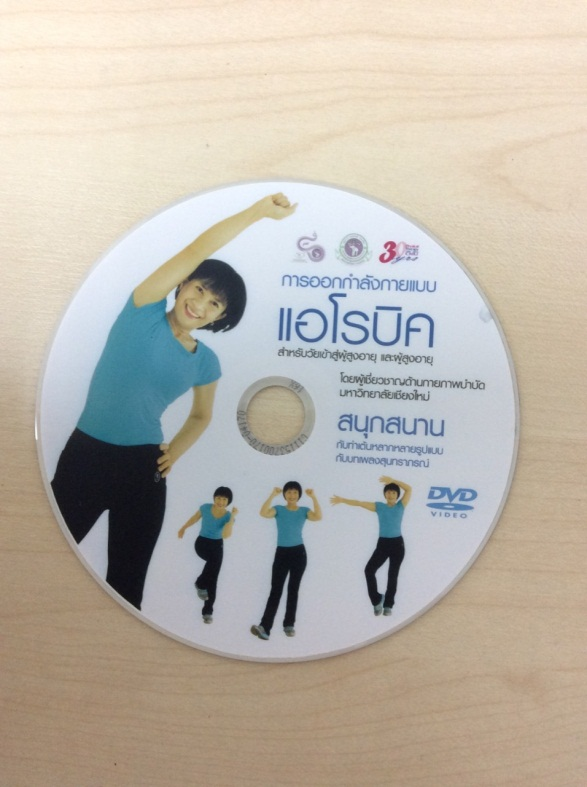 30
years
การออกกำลังกายแบบ
แอโรบิค
สำหรับวัยเข้าสู่ผู้สูงอายุ และผู้สูงอายุ
โดยผู้เชี่ยวชาญด้านกายภาพบำบัด
มหาวิทยาลัยเชียงใหม่
สนุกสนาน
กับท่าเต้นหลากหลายรูปแบบ
กับบทเพลงสุนทราภรณ์
DVD
VIDEO